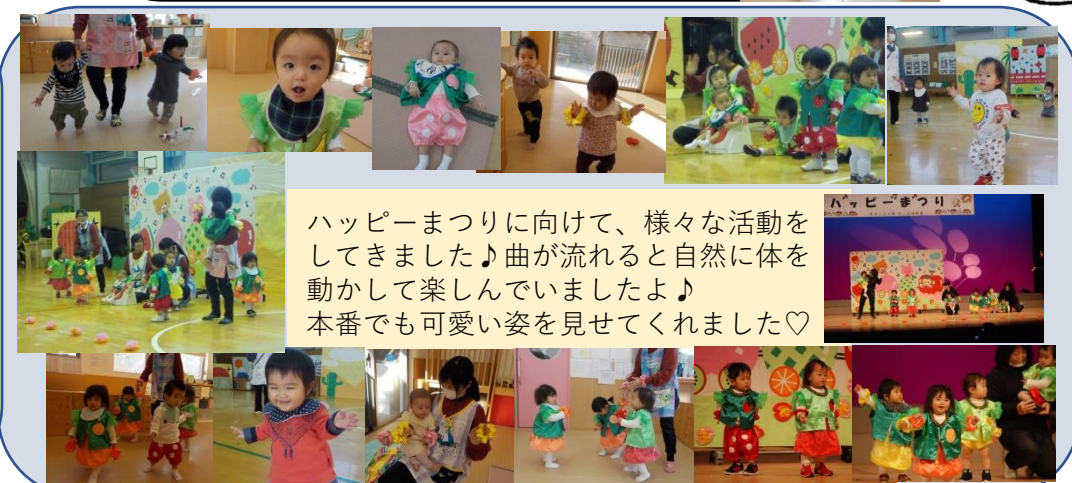 ハッピーまつりに向けて、様々な活動を
してきました♪曲が流れると自然に体を
動かして楽しんでいましたよ♪
本番でも可愛い姿を見せてくれました♡
ハッピーまつり